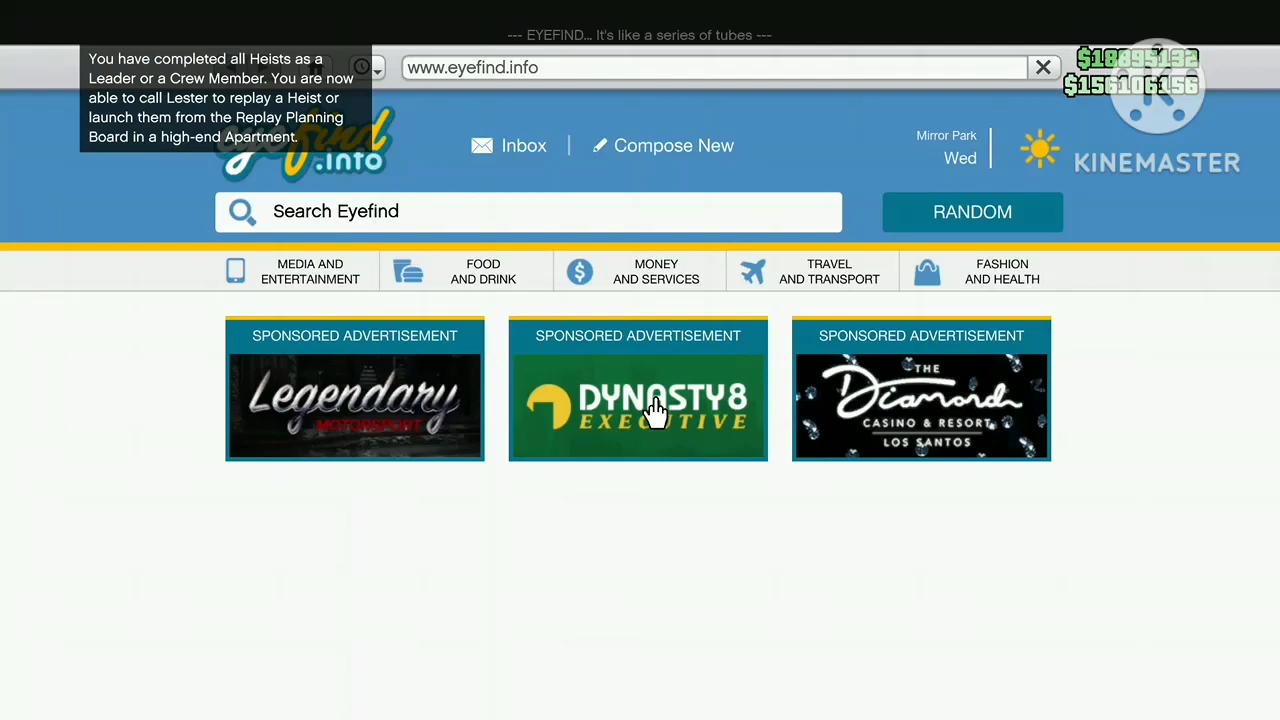 --- EYEFIND... It's like a series of tubes ---
You have completed all Heists as a
Leader or a Crew Member. You are now
able to call Lester to replay a Heist or
launch them from the Replay Planning
Board in a high-end Apartment.
www.eyefind.info
$18895192
$156106156
eyefind
.info
Inbox
Compose New
Mirror Park
Wed
KINEMASTER
Search Eyefind
RANDOM
MEDIA AND
ENTERTAINMENT
FOOD
AND DRINK
MONEY
AND SERVICES
TRAVEL
AND TRANSPORT
FASHION
AND HEALTH
SPONSORED ADVERTISEMENT
Legendary
MOTORSPORT
SPONSORED ADVERTISEMENT
DYNASTY8
EXECUTIVE
SPONSORED ADVERTISEMENT
THE
Diamond
CASINO & RESORT
LOS SANTOS